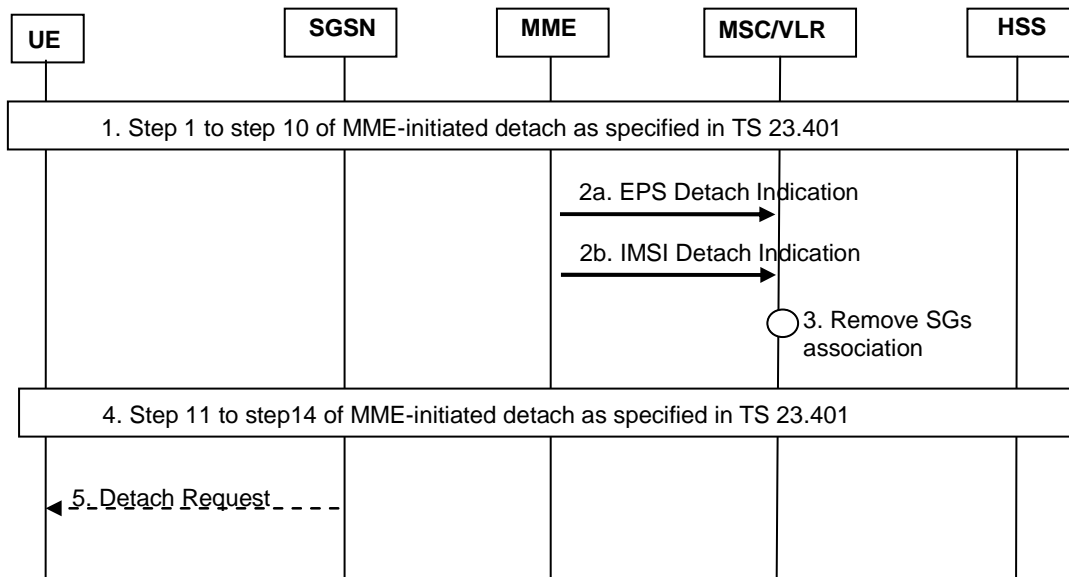 UE
SGSN
MME
MSC/VLR
HSS
1. Step 1 to step 10 of MME-initiated detach as specified in TS 23.401
2a. EPS Detach Indication
2b. IMSI Detach Indication
3. Remove SGs
association
4. Step 11 to step14 of MME-initiated detach as specified in TS 23.401
5. Detach Request